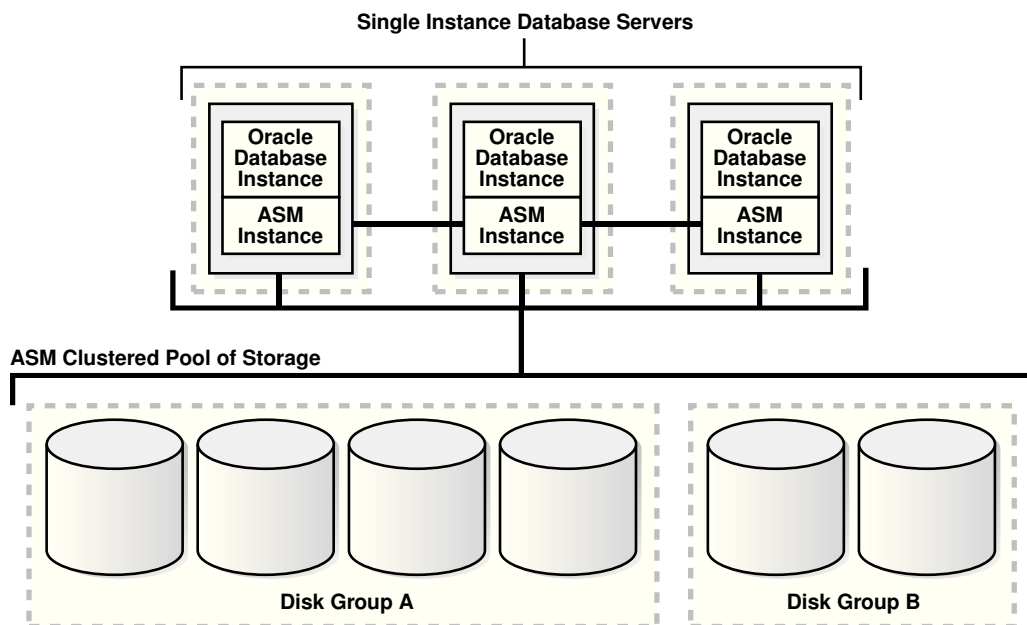 Single Instance Database Servers
Oracle
Database
Instance
ASM
Instance
Oracle
Database
Instance
ASM
Instance
Oracle
Database
Instance
ASM
Instance
ASM Clustered Pool of Storage
Disk Group A
Disk Group B